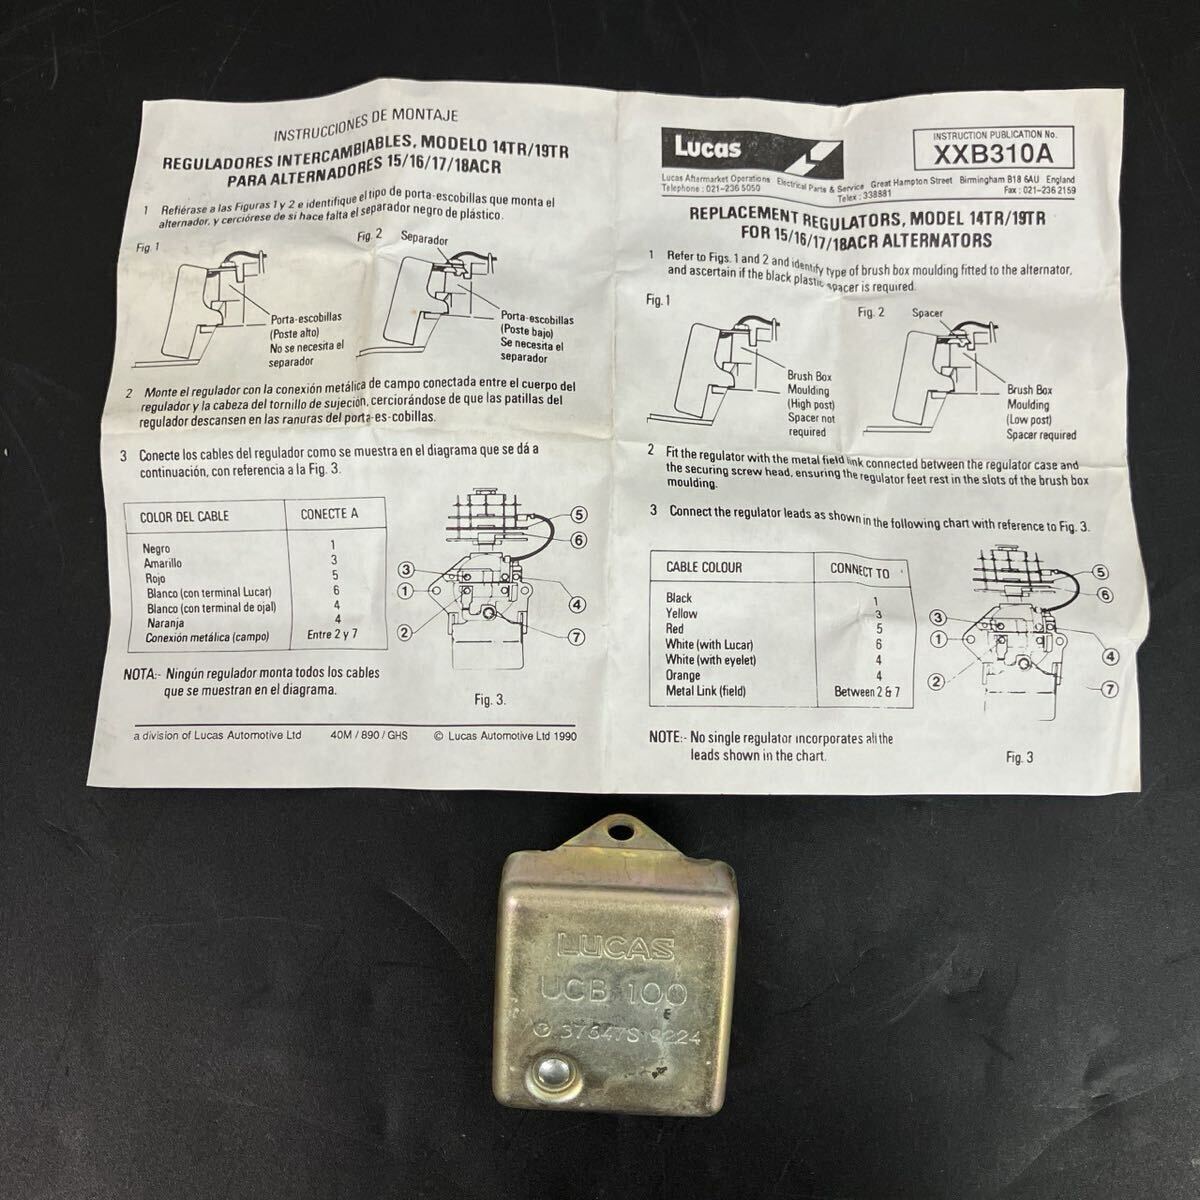 INSTRUCCIONES DE MONTAJE
REGULADORES INTERCAMBIABLES, MODELO 14TR/19TR
PARA ALTERNADORES 15/16/17/18ACR
1 Refiérase a las Figuras 1 y 2 e identifique el tipo de porta-escobillas que monta el
alternador, y cerciórese de si hace falta el separador negro de plástico.
Fig. 1
Porta-escobillas
(Poste alto)
No se necesita el
separador
Fig. 2
Separador
Porta-escobillas
(Poste bajo)
Se necesita el
separador
2 Monte el regulador con la conexión metálica de campo conectada entre el cuerpo del
regulador y la cabeza del tornillo de sujeción, cerciorándose de que las patillas del
regulador descansen en las ranuras del porta-es-cobillas.
3 Conecte los cables del regulador como se muestra en el diagrama que se dá a
continuación, con referencia a la Fig. 3.
COLOR DEL CABLE CONECTE A
Negro 1
Amarillo 3
Rojo 5
Blanco (con terminal Lucar) 6
Blanco (con terminal de ojal) 4
Naranja 4
Conexión metálica (campo) Entre 2 y 7
5
6
3
1
4
2
7
NOTA:- Ningún regulador monta todos los cables
que se muestran en el diagrama.
Fig. 3.
a division of Lucas Automotive Ltd 40M / 890 / GHS © Lucas Automotive Ltd 1990
Lucas
INSTRUCTION PUBLICATION No.
XXB310A
Lucas Aftermarket Operations Electrical Parts & Service Great Hampton Street Birmingham B18 6AU England
Telephone : 021-236 5050 Telex : 338881 Fax : 021-236 2159
REPLACEMENT REGULATORS, MODEL 14TR/19TR
FOR 15/16/17/18ACR ALTERNATORS
1 Refer to Figs. 1 and 2 and identify type of brush box moulding fitted to the alternator,
and ascertain if the black plastic spacer is required.
Fig. 1
Brush Box
Moulding
(High post)
Spacer not
required
Fig. 2
Spacer
Brush Box
Moulding
(Low post)
Spacer required
2 Fit the regulator with the metal field link connected between the regulator case and
the securing screw head, ensuring the regulator feet rest in the slots of the brush box
moulding.
3 Connect the regulator leads as shown in the following chart with reference to Fig. 3.
CABLE COLOUR CONNECT TO
Black 1
Yellow 3
Red 5
White (with Lucar) 6
White (with eyelet) 4
Orange 4
Metal Link (field) Between 2 & 7
5
6
3
1
4
2
7
NOTE:- No single regulator incorporates all the
leads shown in the chart.
Fig. 3
LUCAS
UCB 100
E
37647S 9224